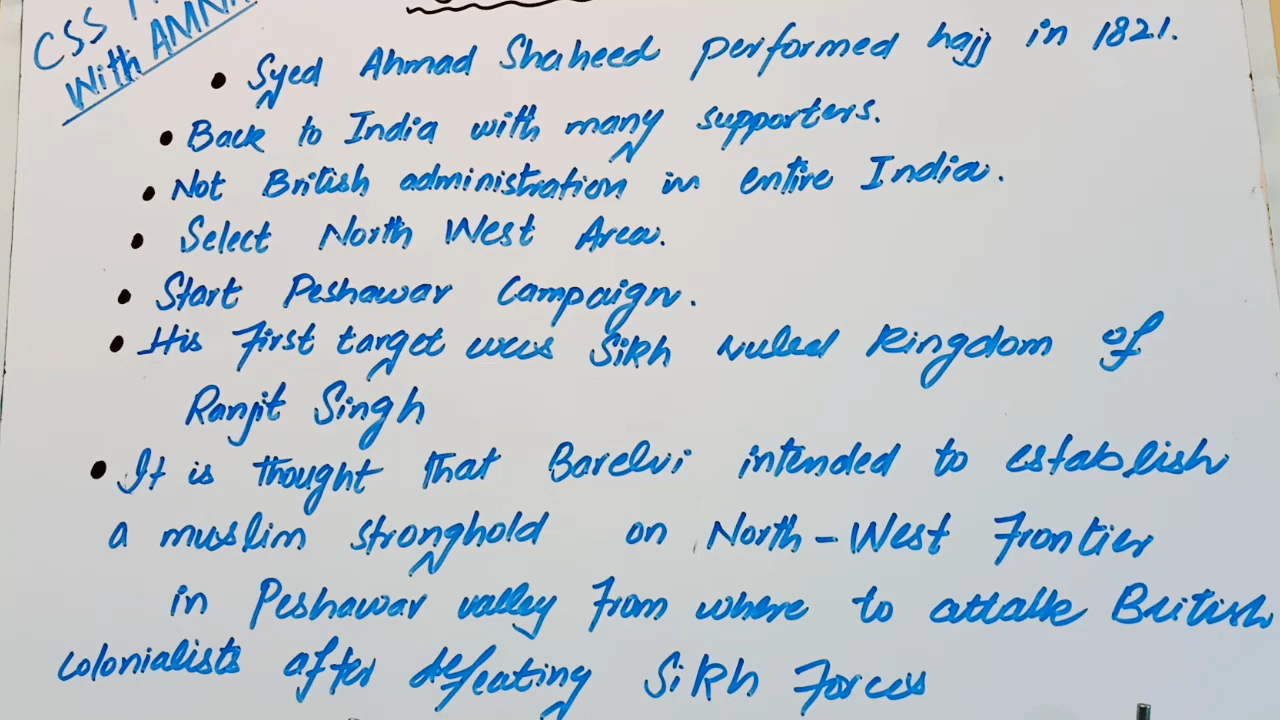 CSS
With AMNA
• Syed Ahmad Shaheed performed hajj in 1821.
• Back to India with many supporters.
• Not British administration in entire India.
• Select North West Area.
• Start Peshawar Campaign.
• His first target was Sikh ruled Kingdom of
Ranjit Singh
• It is thought that Barelvi intended to establish
a muslim stronghold on North-West Frontier
in Peshawar valley from where to attatk British
colonialists after defeating Sikh Forces